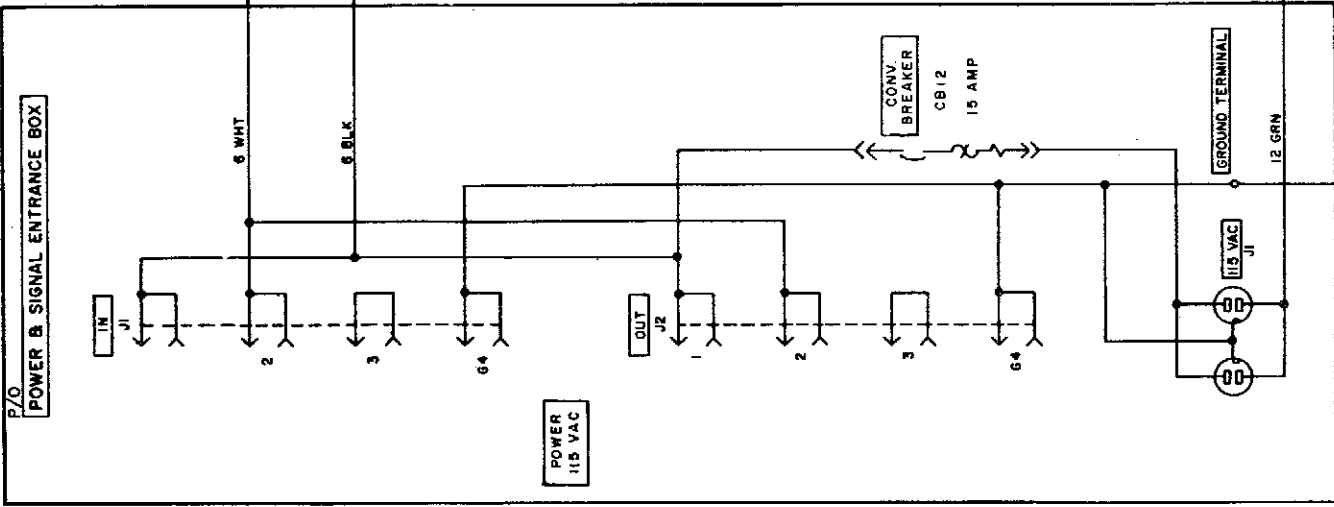 P/O
POWER & SIGNAL ENTRANCE BOX
6 WHT
6 BLK
IN
J1
2
3
G4
POWER
115 VAC
OUT
J2
1
2
3
G4
CONV.
BREAKER
CB12
15 AMP
GROUND TERMINAL
12 GRN
115 VAC
J1